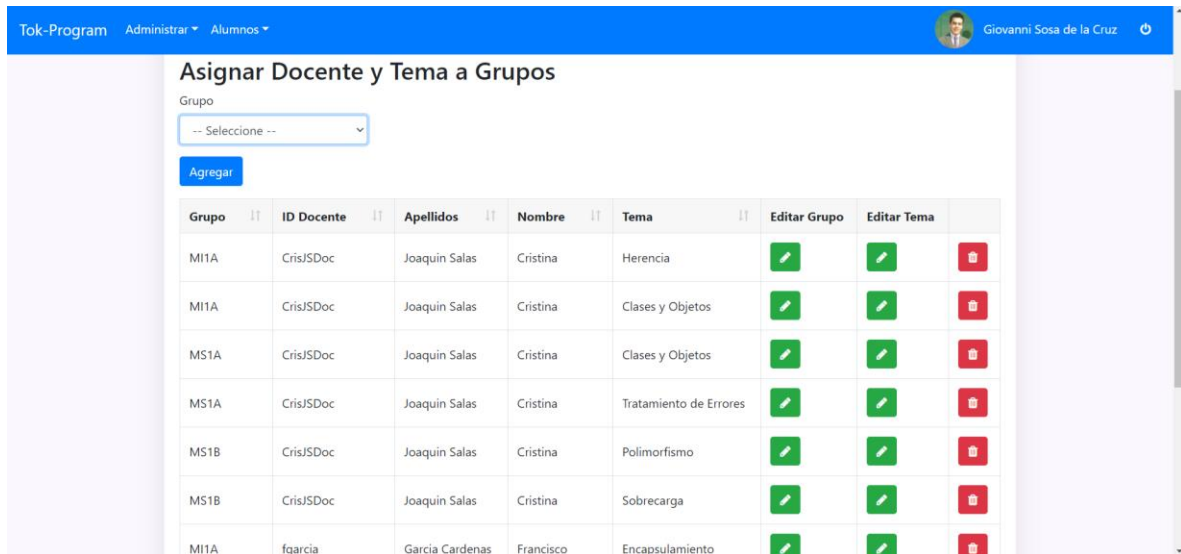 Tok-Program Administrar Alumnos Giovanni Sosa de la Cruz
Asignar Docente y Tema a Grupos
Grupo
-- Seleccione --
Agregar
Grupo ID Docente Apellidos Nombre Tema Editar Grupo Editar Tema
MI1A CrisJSDoc Joaquin Salas Cristina Herencia
MI1A CrisJSDoc Joaquin Salas Cristina Clases y Objetos
MS1A CrisJSDoc Joaquin Salas Cristina Clases y Objetos
MS1A CrisJSDoc Joaquin Salas Cristina Tratamiento de Errores
MS1B CrisJSDoc Joaquin Salas Cristina Polimorfismo
MS1B CrisJSDoc Joaquin Salas Cristina Sobrecarga
MI1A fgarcia Garcia Cardenas Francisco Encapsulamiento